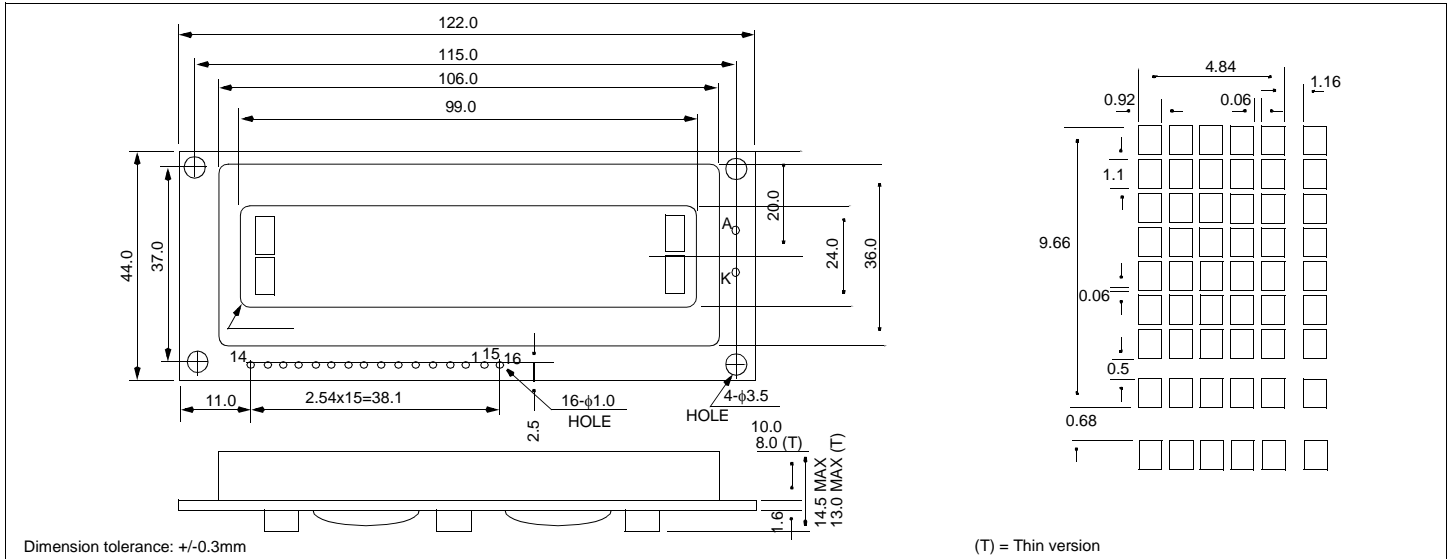 122.0
115.0
106.0
99.0
44.0
37.0
20.0
24.0
36.0
A
K
14
1 15 16
11.0
2.54x15=38.1
2.5
16-ϕ1.0
HOLE
4-ϕ3.5
HOLE
10.0
8.0 (T)
1.6
14.5 MAX
13.0 MAX (T)
Dimension tolerance: +/-0.3mm
4.84
1.16
0.92
0.06
1.1
9.66
0.06
0.5
0.68
(T) = Thin version